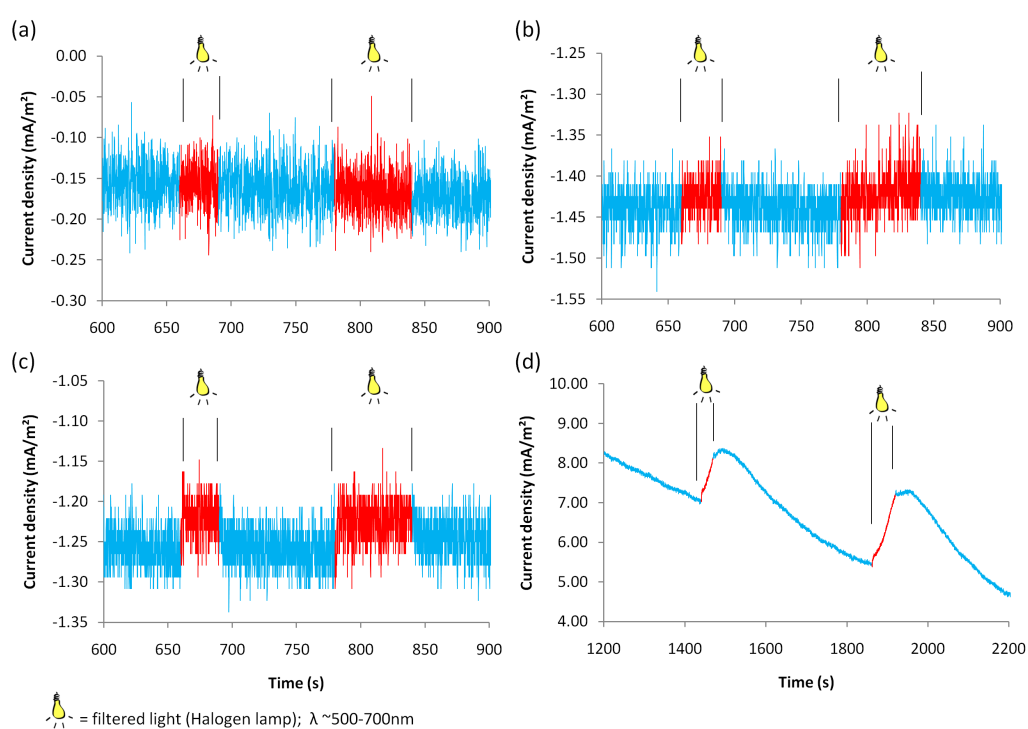 (a)
Current density (mA/m²)
0.00
-0.05
-0.10
-0.15
-0.20
-0.25
-0.30
600 650 700 750 800 850 900
(b)
Current density (mA/m²)
-1.25
-1.30
-1.35
-1.40
-1.45
-1.50
-1.55
600 650 700 750 800 850 900
(c)
Current density (mA/m²)
-1.05
-1.10
-1.15
-1.20
-1.25
-1.30
-1.35
600 650 700 750 800 850 900
Time (s)
(d)
Current density (mA/m²)
10.00
9.00
8.00
7.00
6.00
5.00
4.00
1200 1400 1600 1800 2000 2200
Time (s)
= filtered light (Halogen lamp); λ ~500-700nm